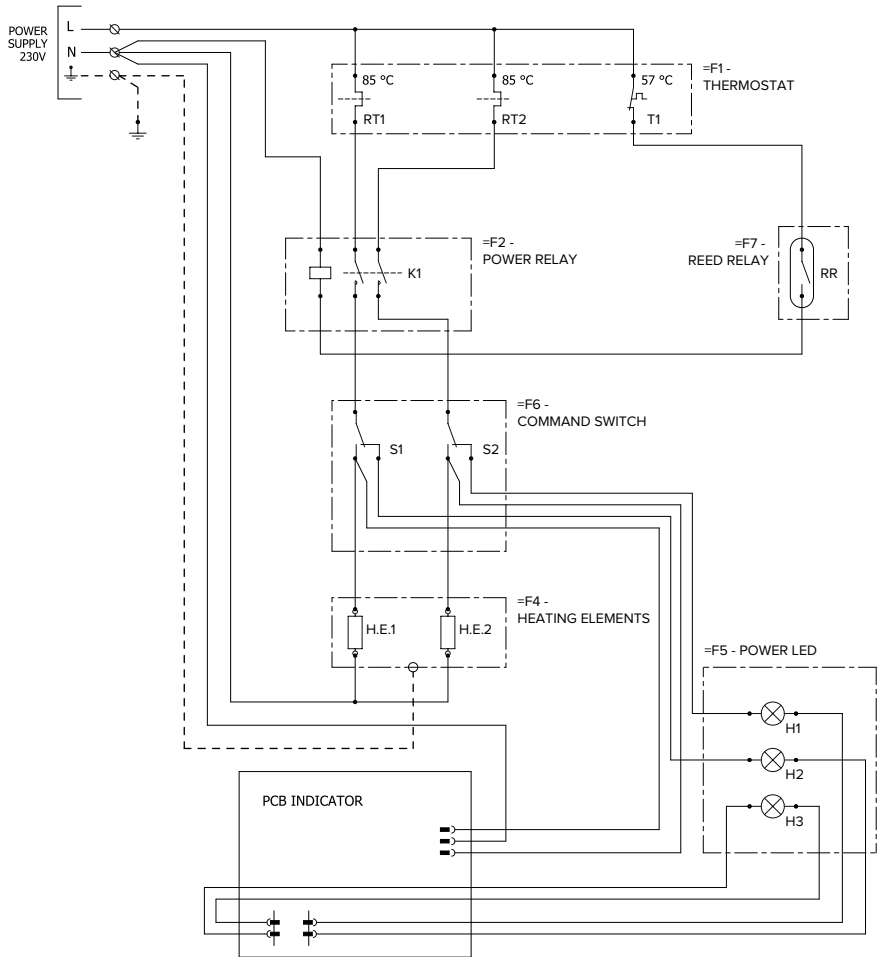 POWER
SUPPLY
230V
L
N
85 °C
85 °C
57 °C
=F1 -
THERMOSTAT
RT1
RT2
T1
=F2 -
POWER RELAY
K1
=F7 -
REED RELAY
RR
=F6 -
COMMAND SWITCH
S1
S2
=F4 -
HEATING ELEMENTS
H.E.1
H.E.2
=F5 - POWER LED
H1
H2
H3
PCB INDICATOR